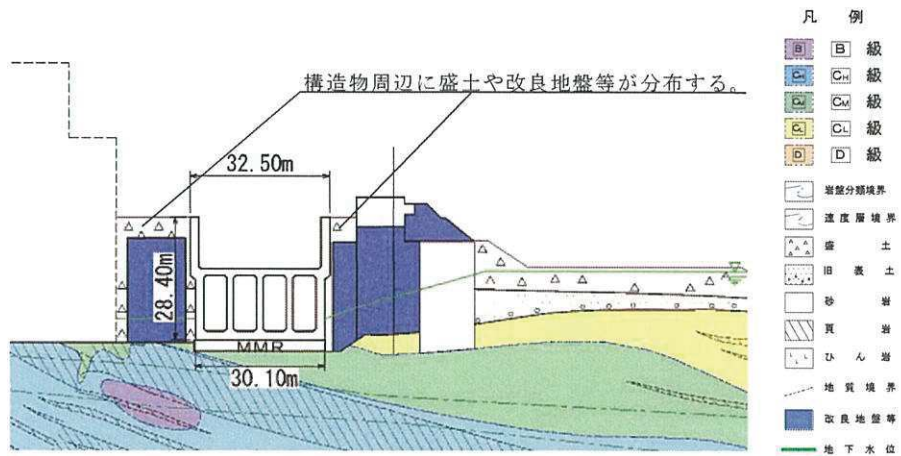 構造物周辺に盛土や改良地盤等が分布する。
32.50m
28.40m
MMR
30.10m
凡 例
B B 級
CH CH 級
CM CM 級
CL CL 級
D D 級
岩盤分類境界
速度層境界
盛 土
旧 表 土
砂 岩
頁 岩
ひ ん 岩
地 質 境 界
改 良 地 盤 等
地 下 水 位